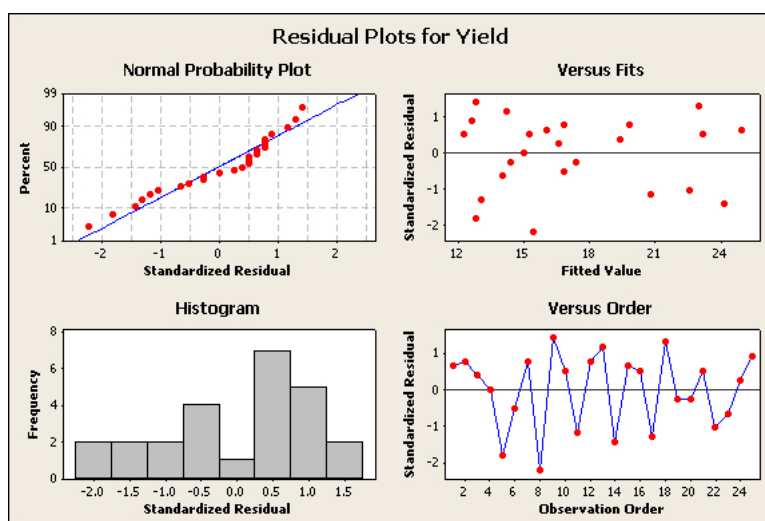 Residual Plots for Yield
Normal Probability Plot
99
90
50
10
1
Percent
-2 -1 0 1 2
Standardized Residual
Versus Fits
1
0
-1
-2
Standardized Residual
12 15 18 21 24
Fitted Value
Histogram
8
6
4
2
0
Frequency
-2.0 -1.5 -1.0 -0.5 0.0 0.5 1.0 1.5
Standardized Residual
Versus Order
1
0
-1
-2
Standardized Residual
2 4 6 8 10 12 14 16 18 20 22 24
Observation Order